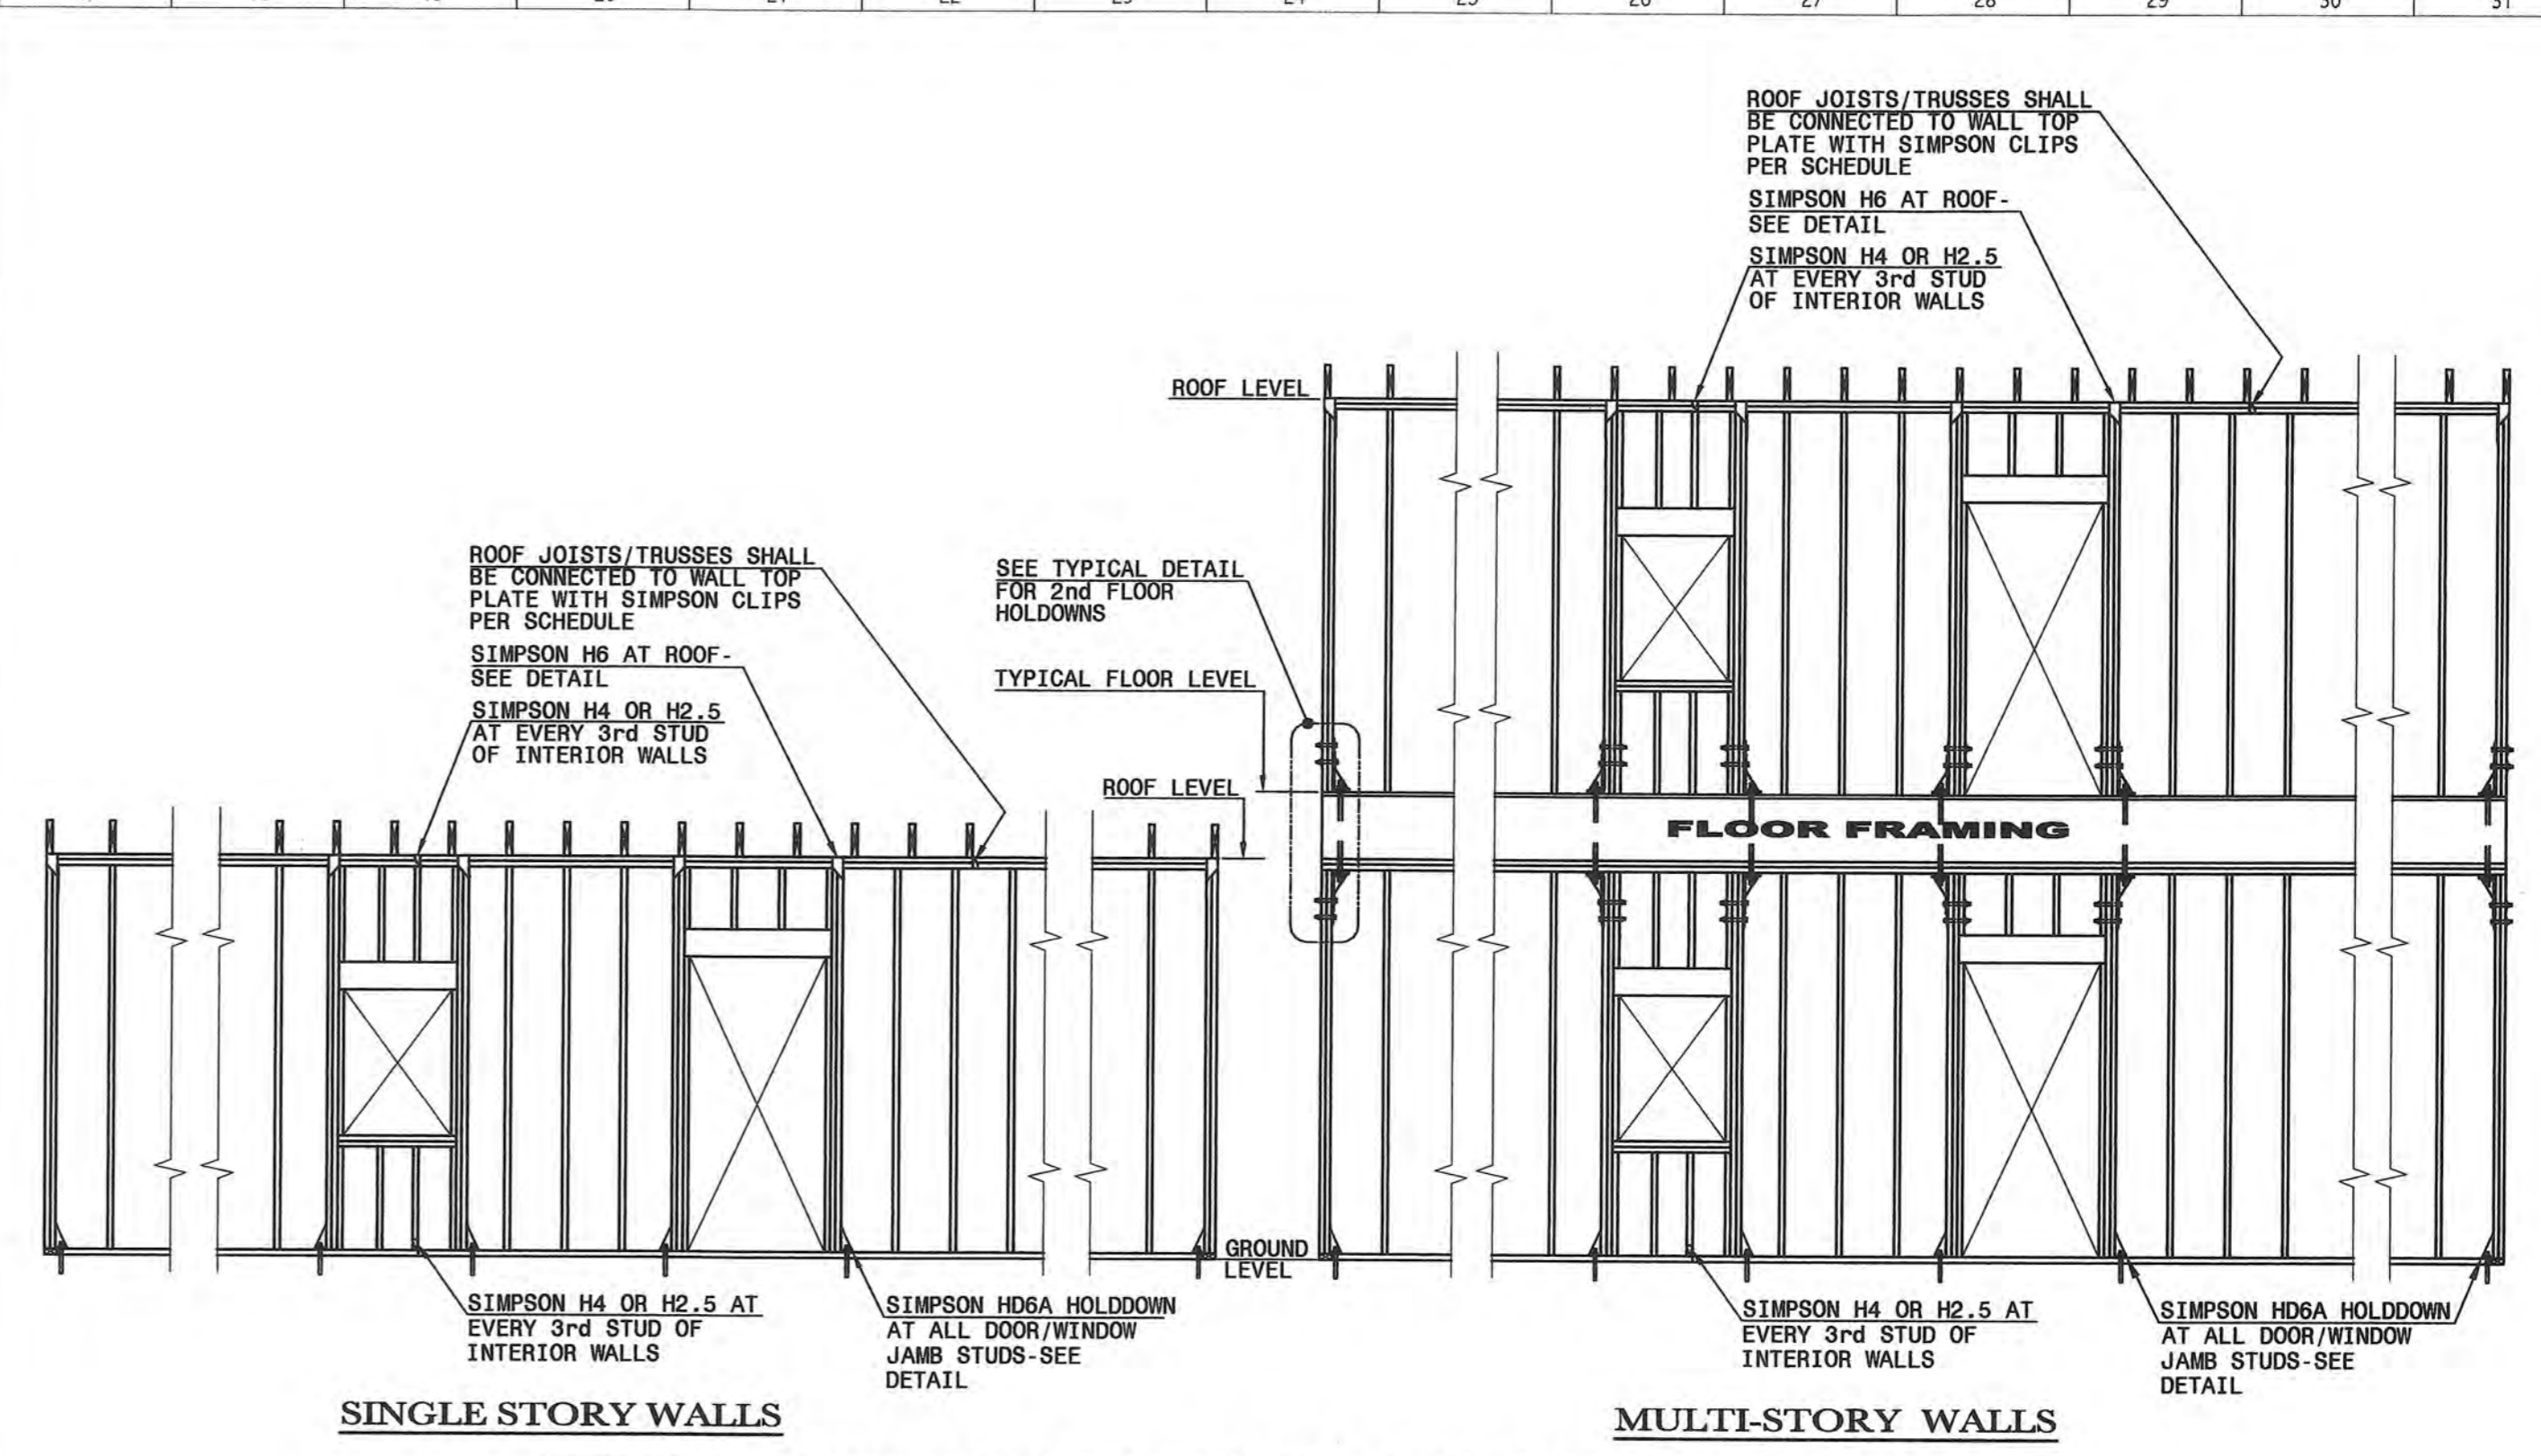 ROOF JOISTS/TRUSSES SHALL
BE CONNECTED TO WALL TOP
PLATE WITH SIMPSON CLIPS
PER SCHEDULE
SIMPSON H6 AT ROOF-
SEE DETAIL
SIMPSON H4 OR H2.5
AT EVERY 3rd STUD
OF INTERIOR WALLS
ROOF LEVEL
ROOF JOISTS/TRUSSES SHALL
BE CONNECTED TO WALL TOP
PLATE WITH SIMPSON CLIPS
PER SCHEDULE
SIMPSON H6 AT ROOF-
SEE DETAIL
SIMPSON H4 OR H2.5
AT EVERY 3rd STUD
OF INTERIOR WALLS
SEE TYPICAL DETAIL
FOR 2nd FLOOR
HOLDOWNS
TYPICAL FLOOR LEVEL
ROOF LEVEL
FLOOR FRAMING
GROUND
LEVEL
SIMPSON H4 OR H2.5 AT
EVERY 3rd STUD OF
INTERIOR WALLS
SIMPSON HD6A HOLDDOWN
AT ALL DOOR/WINDOW
JAMB STUDS-SEE
DETAIL
SINGLE STORY WALLS
SIMPSON H4 OR H2.5 AT
EVERY 3rd STUD OF
INTERIOR WALLS
SIMPSON HD6A HOLDDOWN
AT ALL DOOR/WINDOW
JAMB STUDS-SEE
DETAIL
MULTI-STORY WALLS